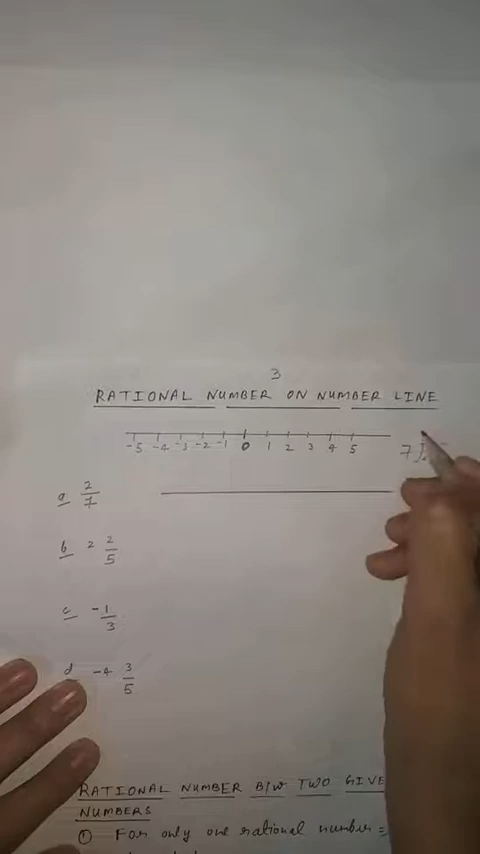 3
RATIONAL NUMBER ON NUMBER LINE
-5 -4 -3 -2 -1 0 1 2 3 4 5
7
a 2/7
b 2 2/5
c -1/3
d -4 3/5
RATIONAL NUMBER B/W TWO
NUMBERS
① For only one rational number =